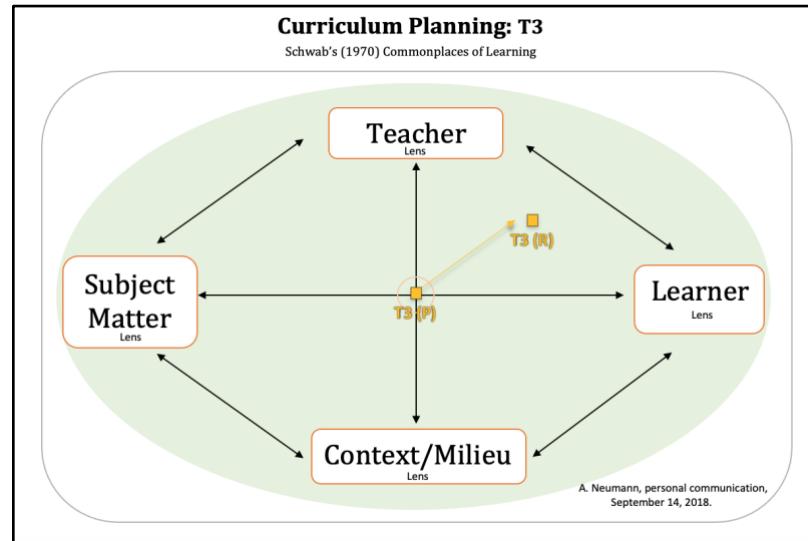 Curriculum Planning: T3
Schwab's (1970) Commonplaces of Learning
Teacher
Lens
T3 (R)
Subject
Matter
Lens
T3 (P)
Learner
Lens
Context/Milieu
Lens
A. Neumann, personal communication,
September 14, 2018.